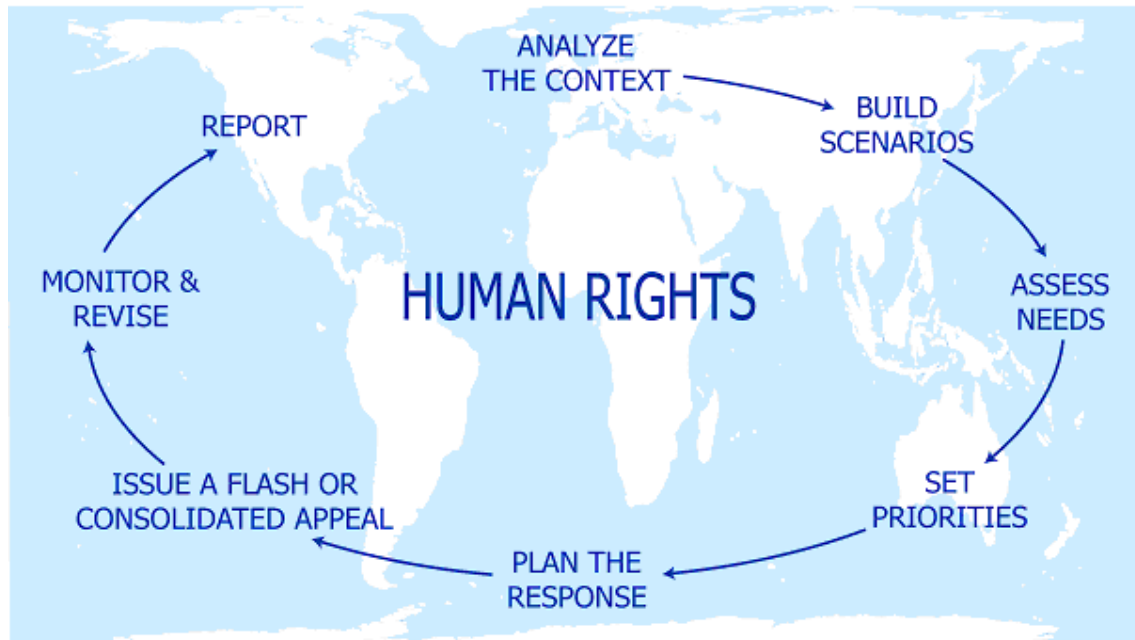 ANALYZE
THE CONTEXT
BUILD
SCENARIOS
ASSESS
NEEDS
SET
PRIORITIES
PLAN THE
RESPONSE
ISSUE A FLASH OR
CONSOLIDATED APPEAL
MONITOR &
REVISE
REPORT
HUMAN RIGHTS